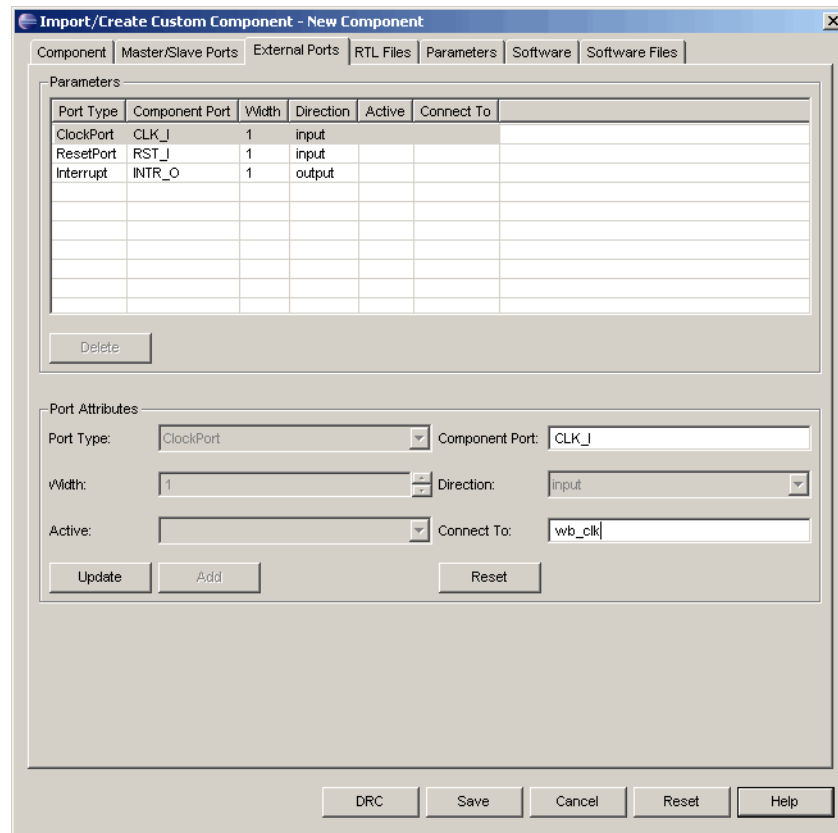 Import/Create Custom Component - New Component
Component Master/Slave Ports External Ports RTL Files Parameters Software Software Files
Parameters
Port Type Component Port Width Direction Active Connect To
ClockPort CLK_I 1 input
ResetPort RST_I 1 input
Interrupt INTR_O 1 output
Delete
Port Attributes
Port Type: ClockPort Component Port: CLK_I
Width: 1 Direction: input
Active: Connect To: wb_clk
Update Add Reset
DRC Save Cancel Reset Help